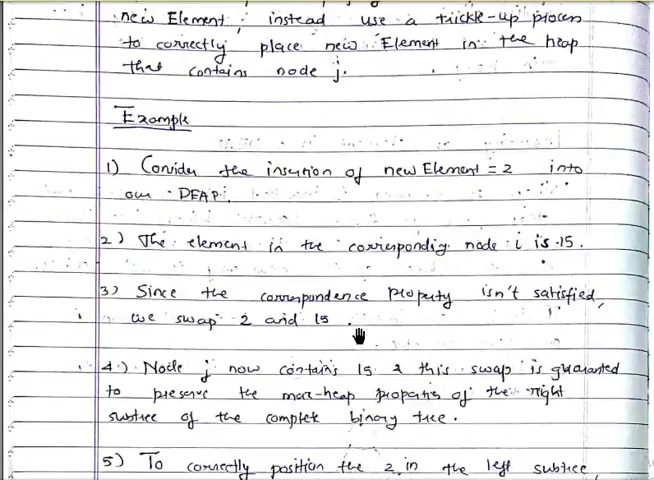 new Element, instead use a trickle-up process
to correctly place new Element in the heap
that contains node j.
Example
1) Consider the insertion of new Element = 2 into
our DEAP.
2) The element in the corresponding node i is 15.
3) Since the correspondence property isn't satisfied,
we swap 2 and 15.
4.) Node j now contains 15 & this swap is guaranted
to preserve the max-heap properties of the right
subtree of the complete binary tree.
5) To correctly position the 2 in the left subtree,